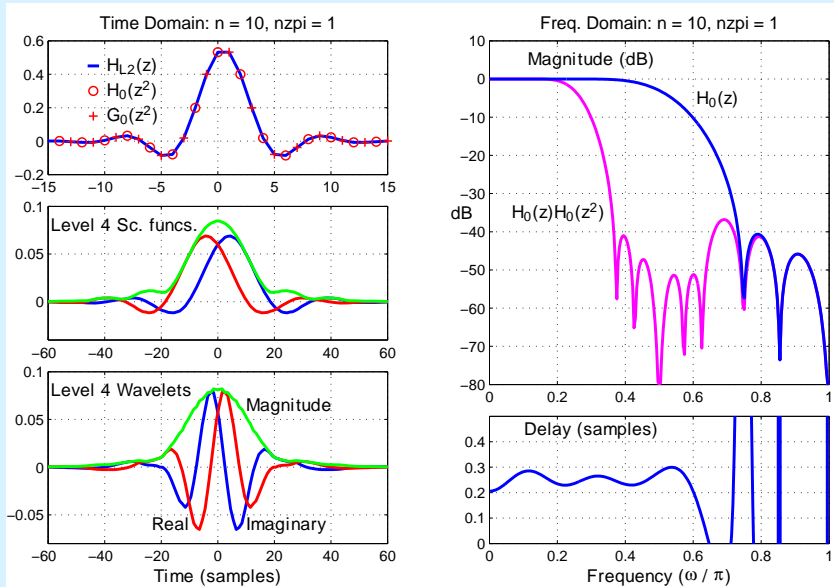 Time Domain: n = 10, nzpi = 1
0.6
0.4
0.2
0
−0.2
H_L2(z)
H_0(z^2)
G_0(z^2)
−15 −10 −5 0 5 10 15
0.1
0.05
0
Level 4 Sc. funcs.
−60 −40 −20 0 20 40 60
0.1
0.05
0
−0.05
Level 4 Wavelets
Magnitude
Real
Imaginary
−60 −40 −20 0 20 40 60
Time (samples)
Freq. Domain: n = 10, nzpi = 1
10
0
−10
−20
−30
−40
dB
−50
−60
−70
−80
Magnitude (dB)
H_0(z)
H_0(z)H_0(z^2)
0 0.2 0.4 0.6 0.8 1
Delay (samples)
0.4
0.3
0.2
0.1
0
0 0.2 0.4 0.6 0.8 1
Frequency (ω / π)